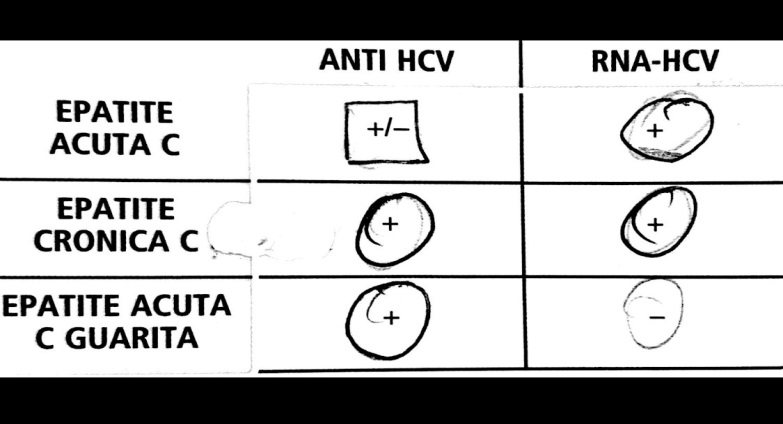 ANTI HCV RNA-HCV
EPATITE
ACUTA C
+/– +
EPATITE
CRONICA C
+ +
EPATITE ACUTA
C GUARITA
+ –